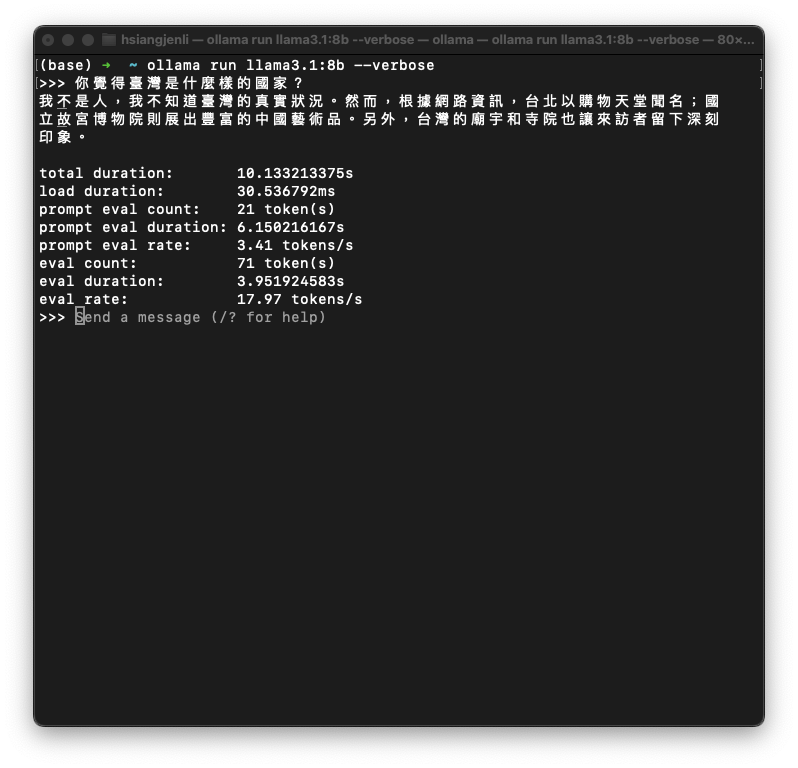 hsiangjenli — ollama run llama3.1:8b --verbose — ollama — ollama run llama3.1:8b --verbose — 80×...
(base) ➜ ~ ollama run llama3.1:8b --verbose
>>> 你覺得臺灣是什麼樣的國家？
我不是人，我不知道臺灣的真實狀況。然而，根據網路資訊，台北以購物天堂聞名；國
立故宮博物院則展出豐富的中國藝術品。另外，台灣的廟宇和寺院也讓來訪者留下深刻
印象。
total duration: 10.133213375s
load duration: 30.536792ms
prompt eval count: 21 token(s)
prompt eval duration: 6.150216167s
prompt eval rate: 3.41 tokens/s
eval count: 71 token(s)
eval duration: 3.951924583s
eval rate: 17.97 tokens/s
>>> Send a message (/? for help)